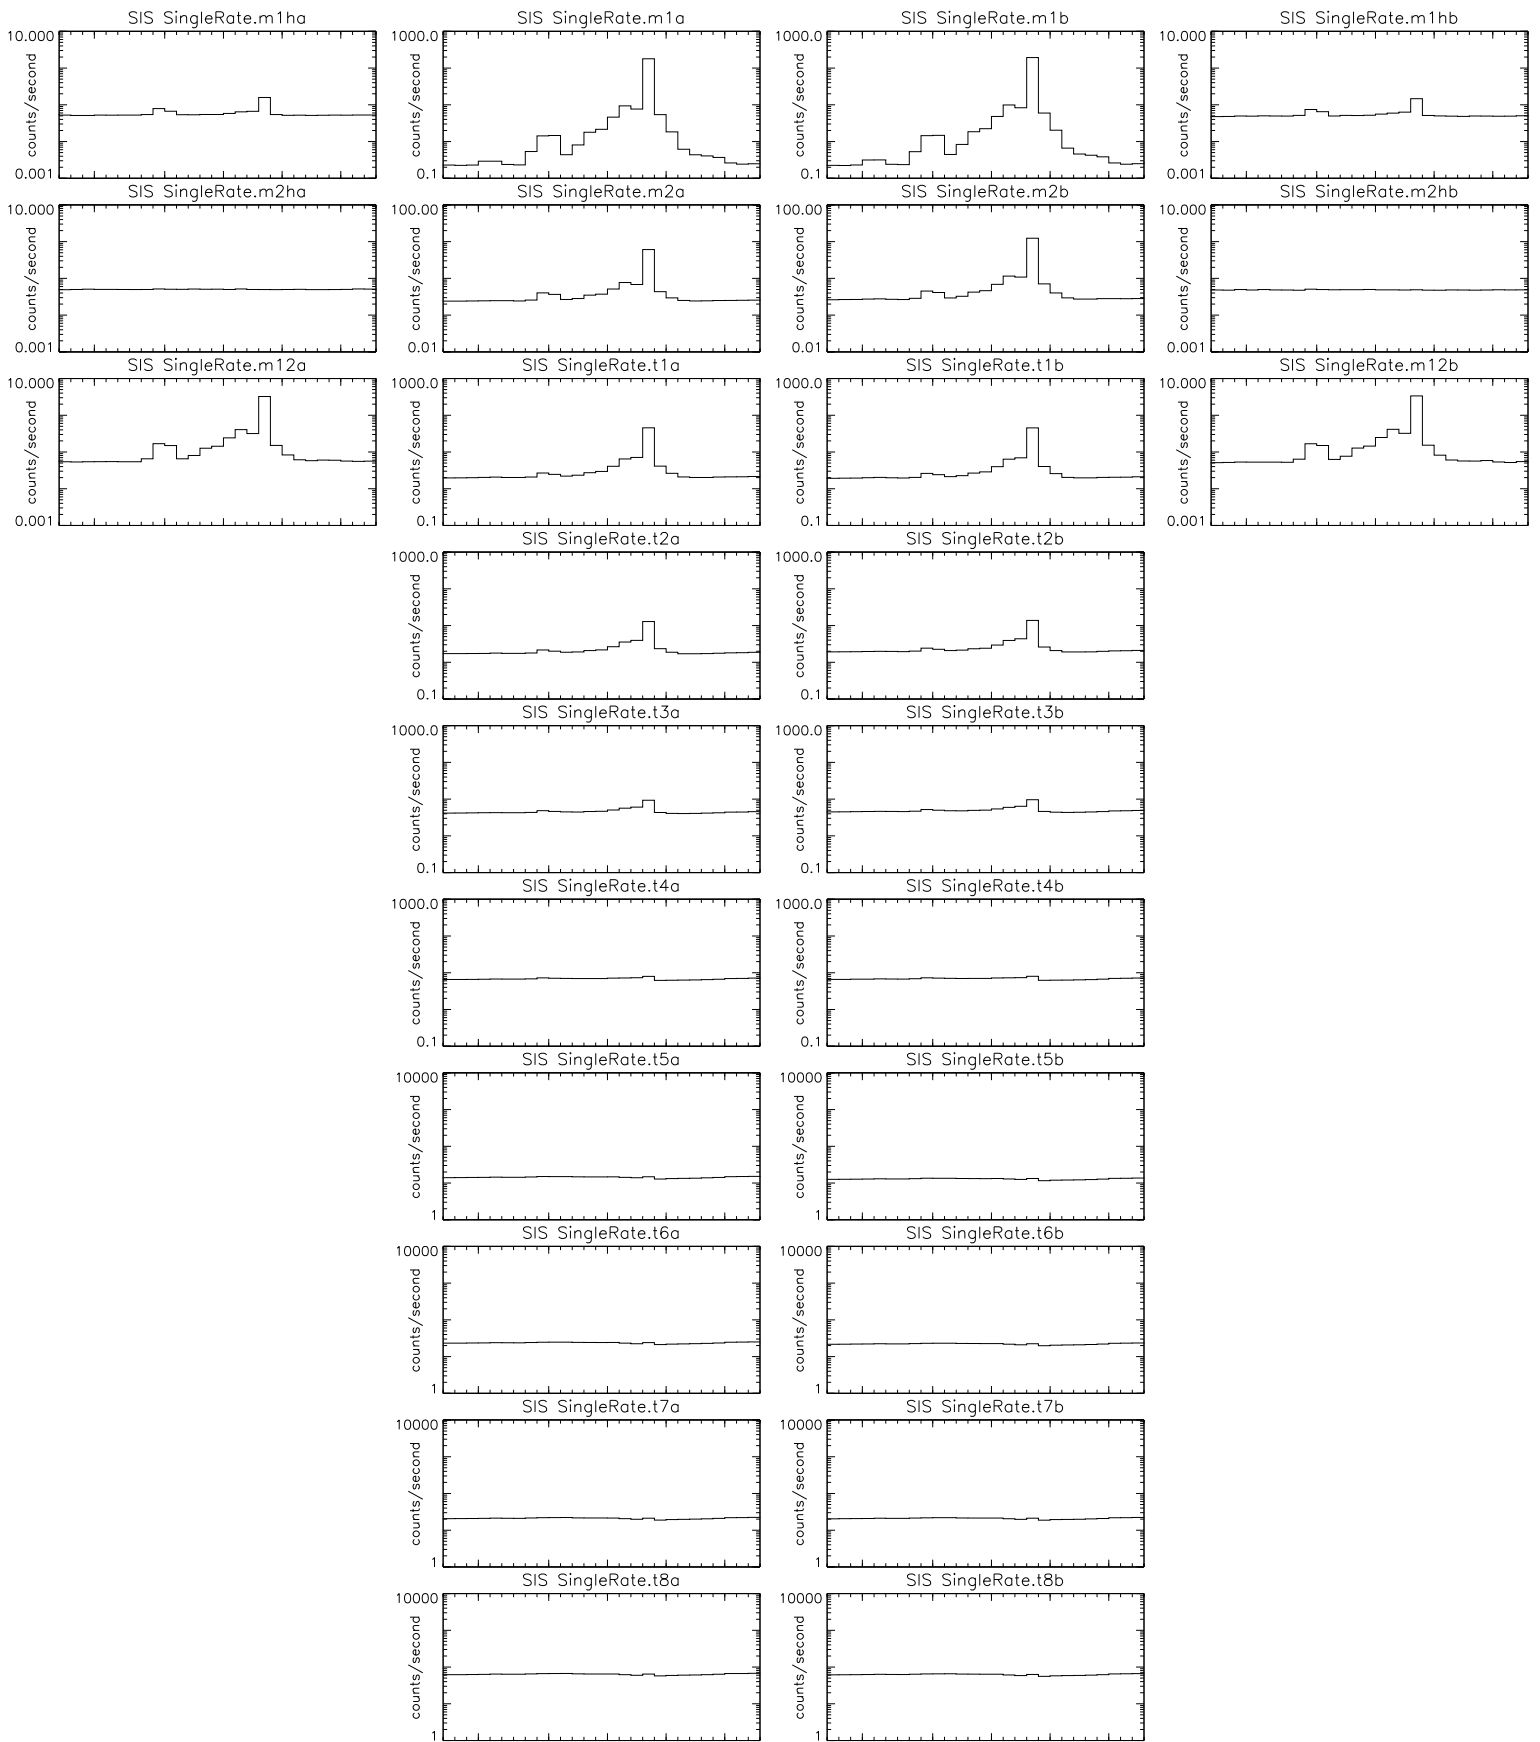 SIS SingleRate.m1ha
10.000
counts/second
0.001
SIS SingleRate.m1a
1000.0
counts/second
0.1
SIS SingleRate.m1b
1000.0
counts/second
0.1
SIS SingleRate.m1hb
10.000
counts/second
0.001
SIS SingleRate.m2ha
10.000
counts/second
0.001
SIS SingleRate.m2a
100.00
counts/second
0.01
SIS SingleRate.m2b
100.00
counts/second
0.01
SIS SingleRate.m2hb
10.000
counts/second
0.001
SIS SingleRate.m12a
10.000
counts/second
0.001
SIS SingleRate.t1a
1000.0
counts/second
0.1
SIS SingleRate.t1b
1000.0
counts/second
0.1
SIS SingleRate.m12b
10.000
counts/second
0.001
SIS SingleRate.t2a
1000.0
counts/second
0.1
SIS SingleRate.t2b
1000.0
counts/second
0.1
SIS SingleRate.t3a
1000.0
counts/second
0.1
SIS SingleRate.t3b
1000.0
counts/second
0.1
SIS SingleRate.t4a
1000.0
counts/second
0.1
SIS SingleRate.t4b
1000.0
counts/second
0.1
SIS SingleRate.t5a
10000
counts/second
1
SIS SingleRate.t5b
10000
counts/second
1
SIS SingleRate.t6a
10000
counts/second
1
SIS SingleRate.t6b
10000
counts/second
1
SIS SingleRate.t7a
10000
counts/second
1
SIS SingleRate.t7b
10000
counts/second
1
SIS SingleRate.t8a
10000
counts/second
1
SIS SingleRate.t8b
10000
counts/second
1